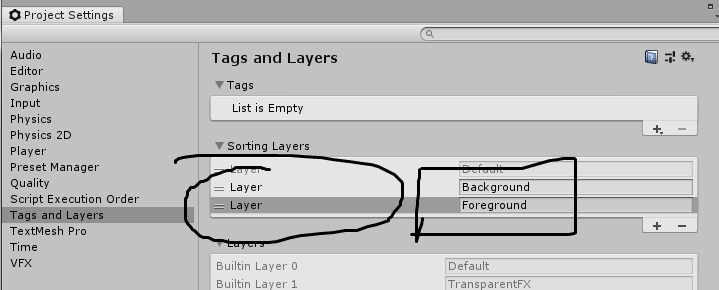 Project Settings
Audio
Editor
Graphics
Input
Physics
Physics 2D
Player
Preset Manager
Quality
Script Execution Order
Tags and Layers
TextMesh Pro
Time
VFX
Tags and Layers
Tags
List is Empty
Sorting Layers
Layer Default
Layer Background
Layer Foreground
Layers
Builtin Layer 0 Default
Builtin Layer 1 TransparentFX